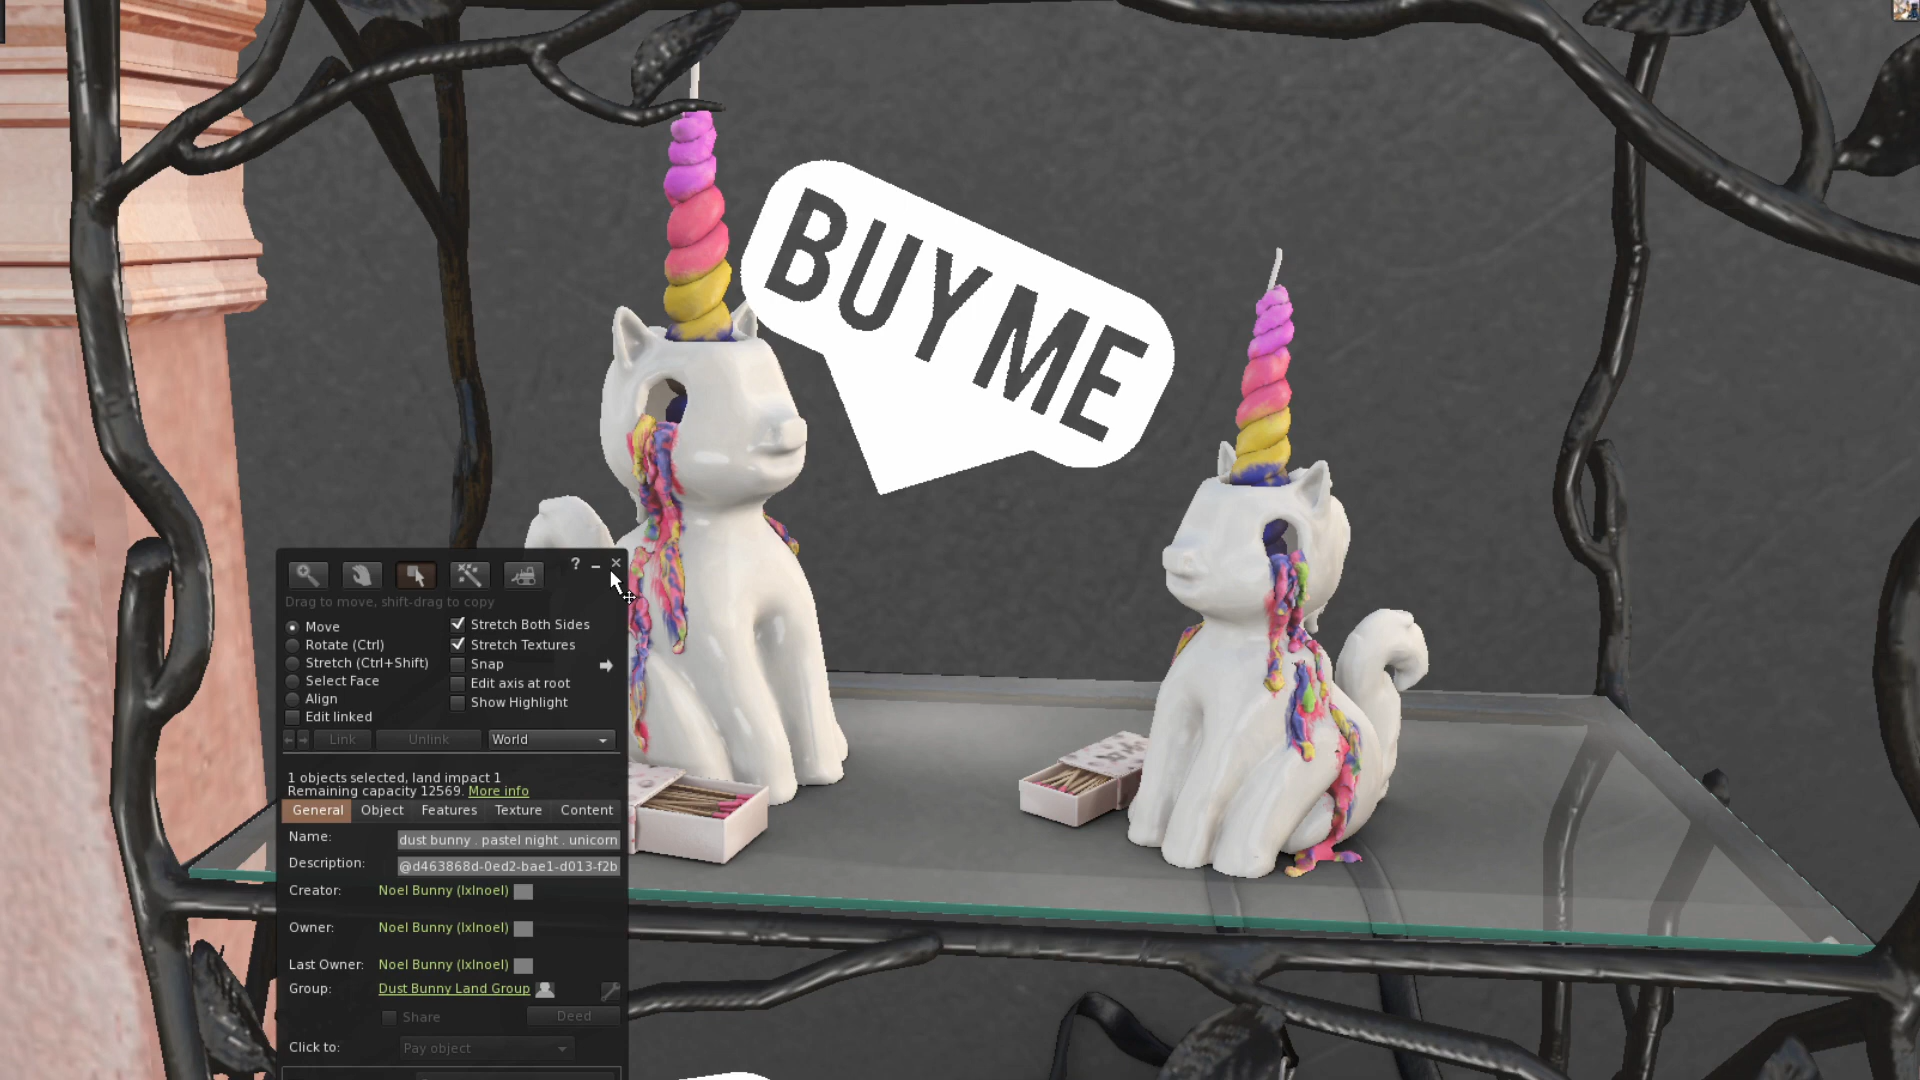 BUY ME
?
Drag to move, shift-drag to copy
Move
Rotate (Ctrl)
Stretch (Ctrl+Shift)
Select Face
Align
Edit linked
Stretch Both Sides
Stretch Textures
Snap
Edit axis at root
Show Highlight
Link Unlink World
1 objects selected, land impact 1
Remaining capacity 12569. More info
General Object Features Texture Content
Name: dust bunny . pastel night . unicorn
Description: @d463868d-0ed2-bae1-d013-f2b
Creator: Noel Bunny (lxlnoel)
Owner: Noel Bunny (lxlnoel)
Last Owner: Noel Bunny (lxlnoel)
Group: Dust Bunny Land Group
Share Deed
Click to: Pay object